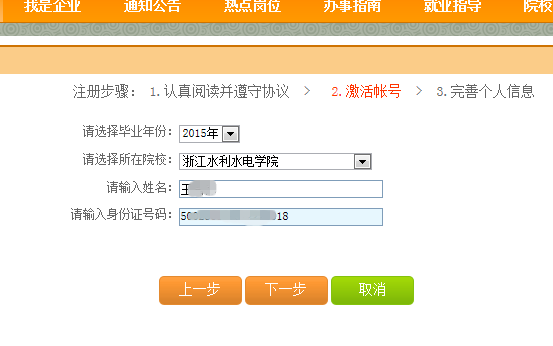 我是企业 通知公告 热点岗位 办事指南 就业指导 院校
注册步骤： 1.认真阅读并遵守协议 2.激活帐号 3.完善个人信息
请选择毕业年份: 2015年
请选择所在院校: 浙江水利水电学院
请输入姓名: 王
请输入身份证号码: 50 18
上一步 下一步 取消